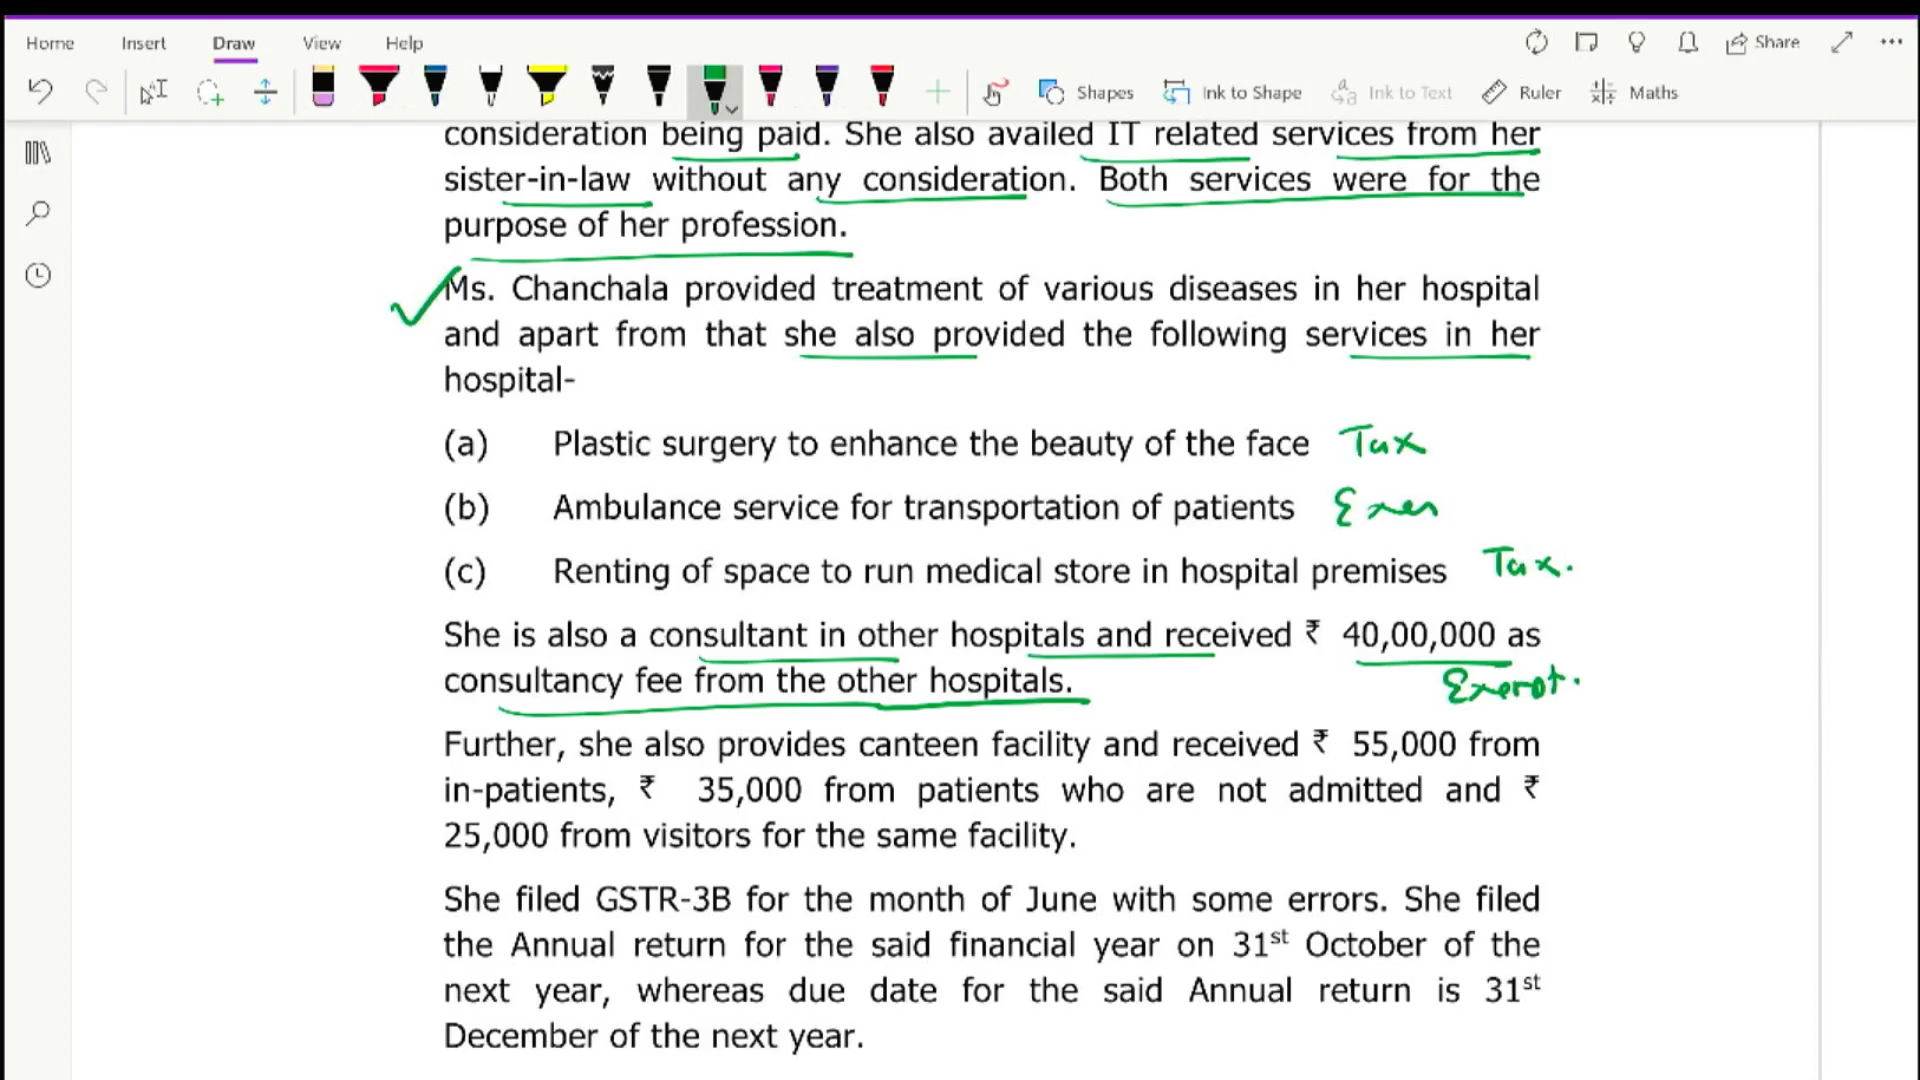 Home Insert Draw View Help Share
Shapes Ink to Shape Ink to Text Ruler Maths
consideration being paid. She also availed IT related services from her
sister-in-law without any consideration. Both services were for the
purpose of her profession.
Ms. Chanchala provided treatment of various diseases in her hospital
and apart from that she also provided the following services in her
hospital-
(a) Plastic surgery to enhance the beauty of the face Tax
(b) Ambulance service for transportation of patients
(c) Renting of space to run medical store in hospital premises Tax.
She is also a consultant in other hospitals and received ₹ 40,00,000 as
consultancy fee from the other hospitals.
Further, she also provides canteen facility and received ₹ 55,000 from
in-patients, ₹ 35,000 from patients who are not admitted and ₹
25,000 from visitors for the same facility.
She filed GSTR-3B for the month of June with some errors. She filed
the Annual return for the said financial year on 31st October of the
next year, whereas due date for the said Annual return is 31st
December of the next year.